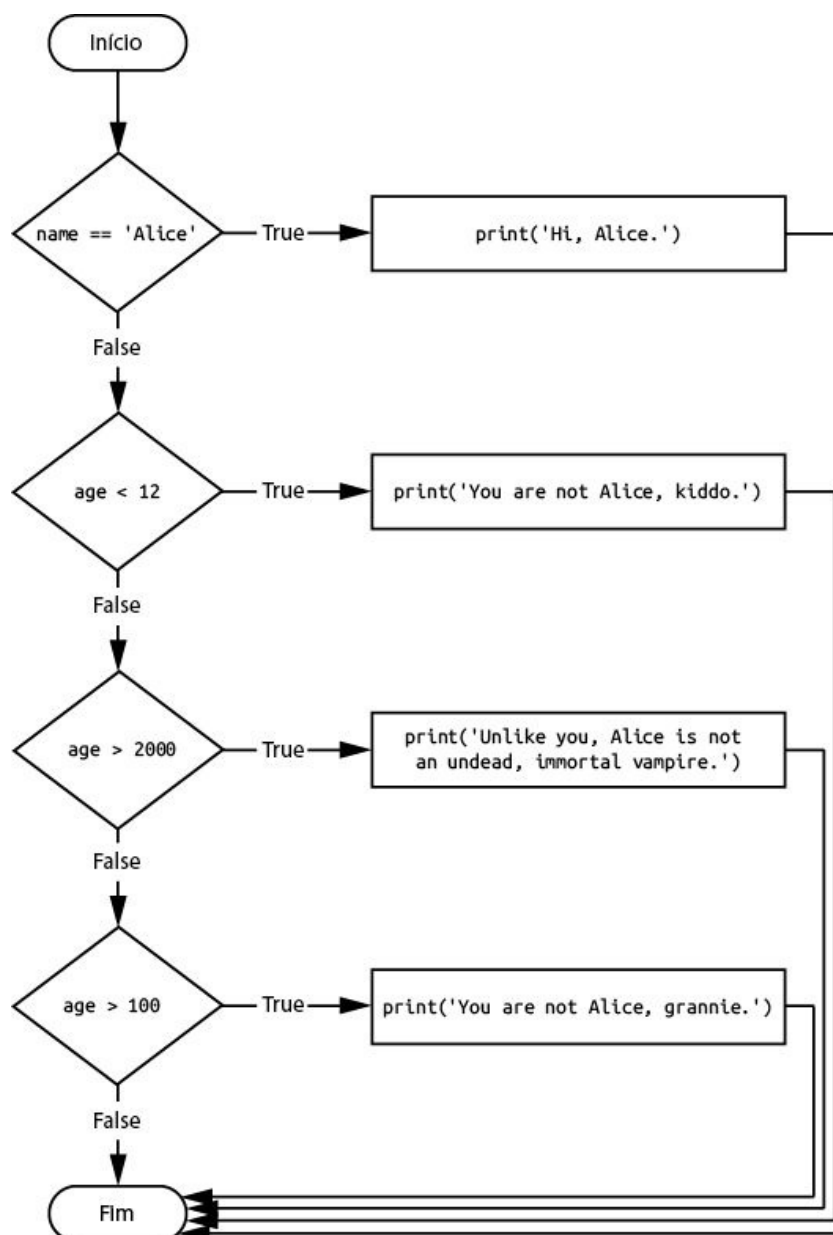 Início
name == 'Alice'
True
print('Hi, Alice.')
False
age < 12
True
print('You are not Alice, kiddo.')
False
age > 2000
True
print('Unlike you, Alice is not
an undead, immortal vampire.')
False
age > 100
True
print('You are not Alice, grannie.')
False
Fim